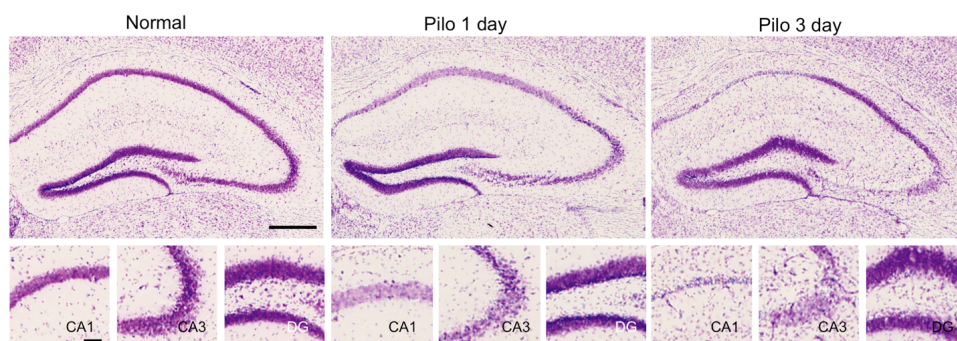 Normal
Pilo 1 day
Pilo 3 day
CA1
CA3
DG
CA1
CA3
DG
CA1
CA3
DG